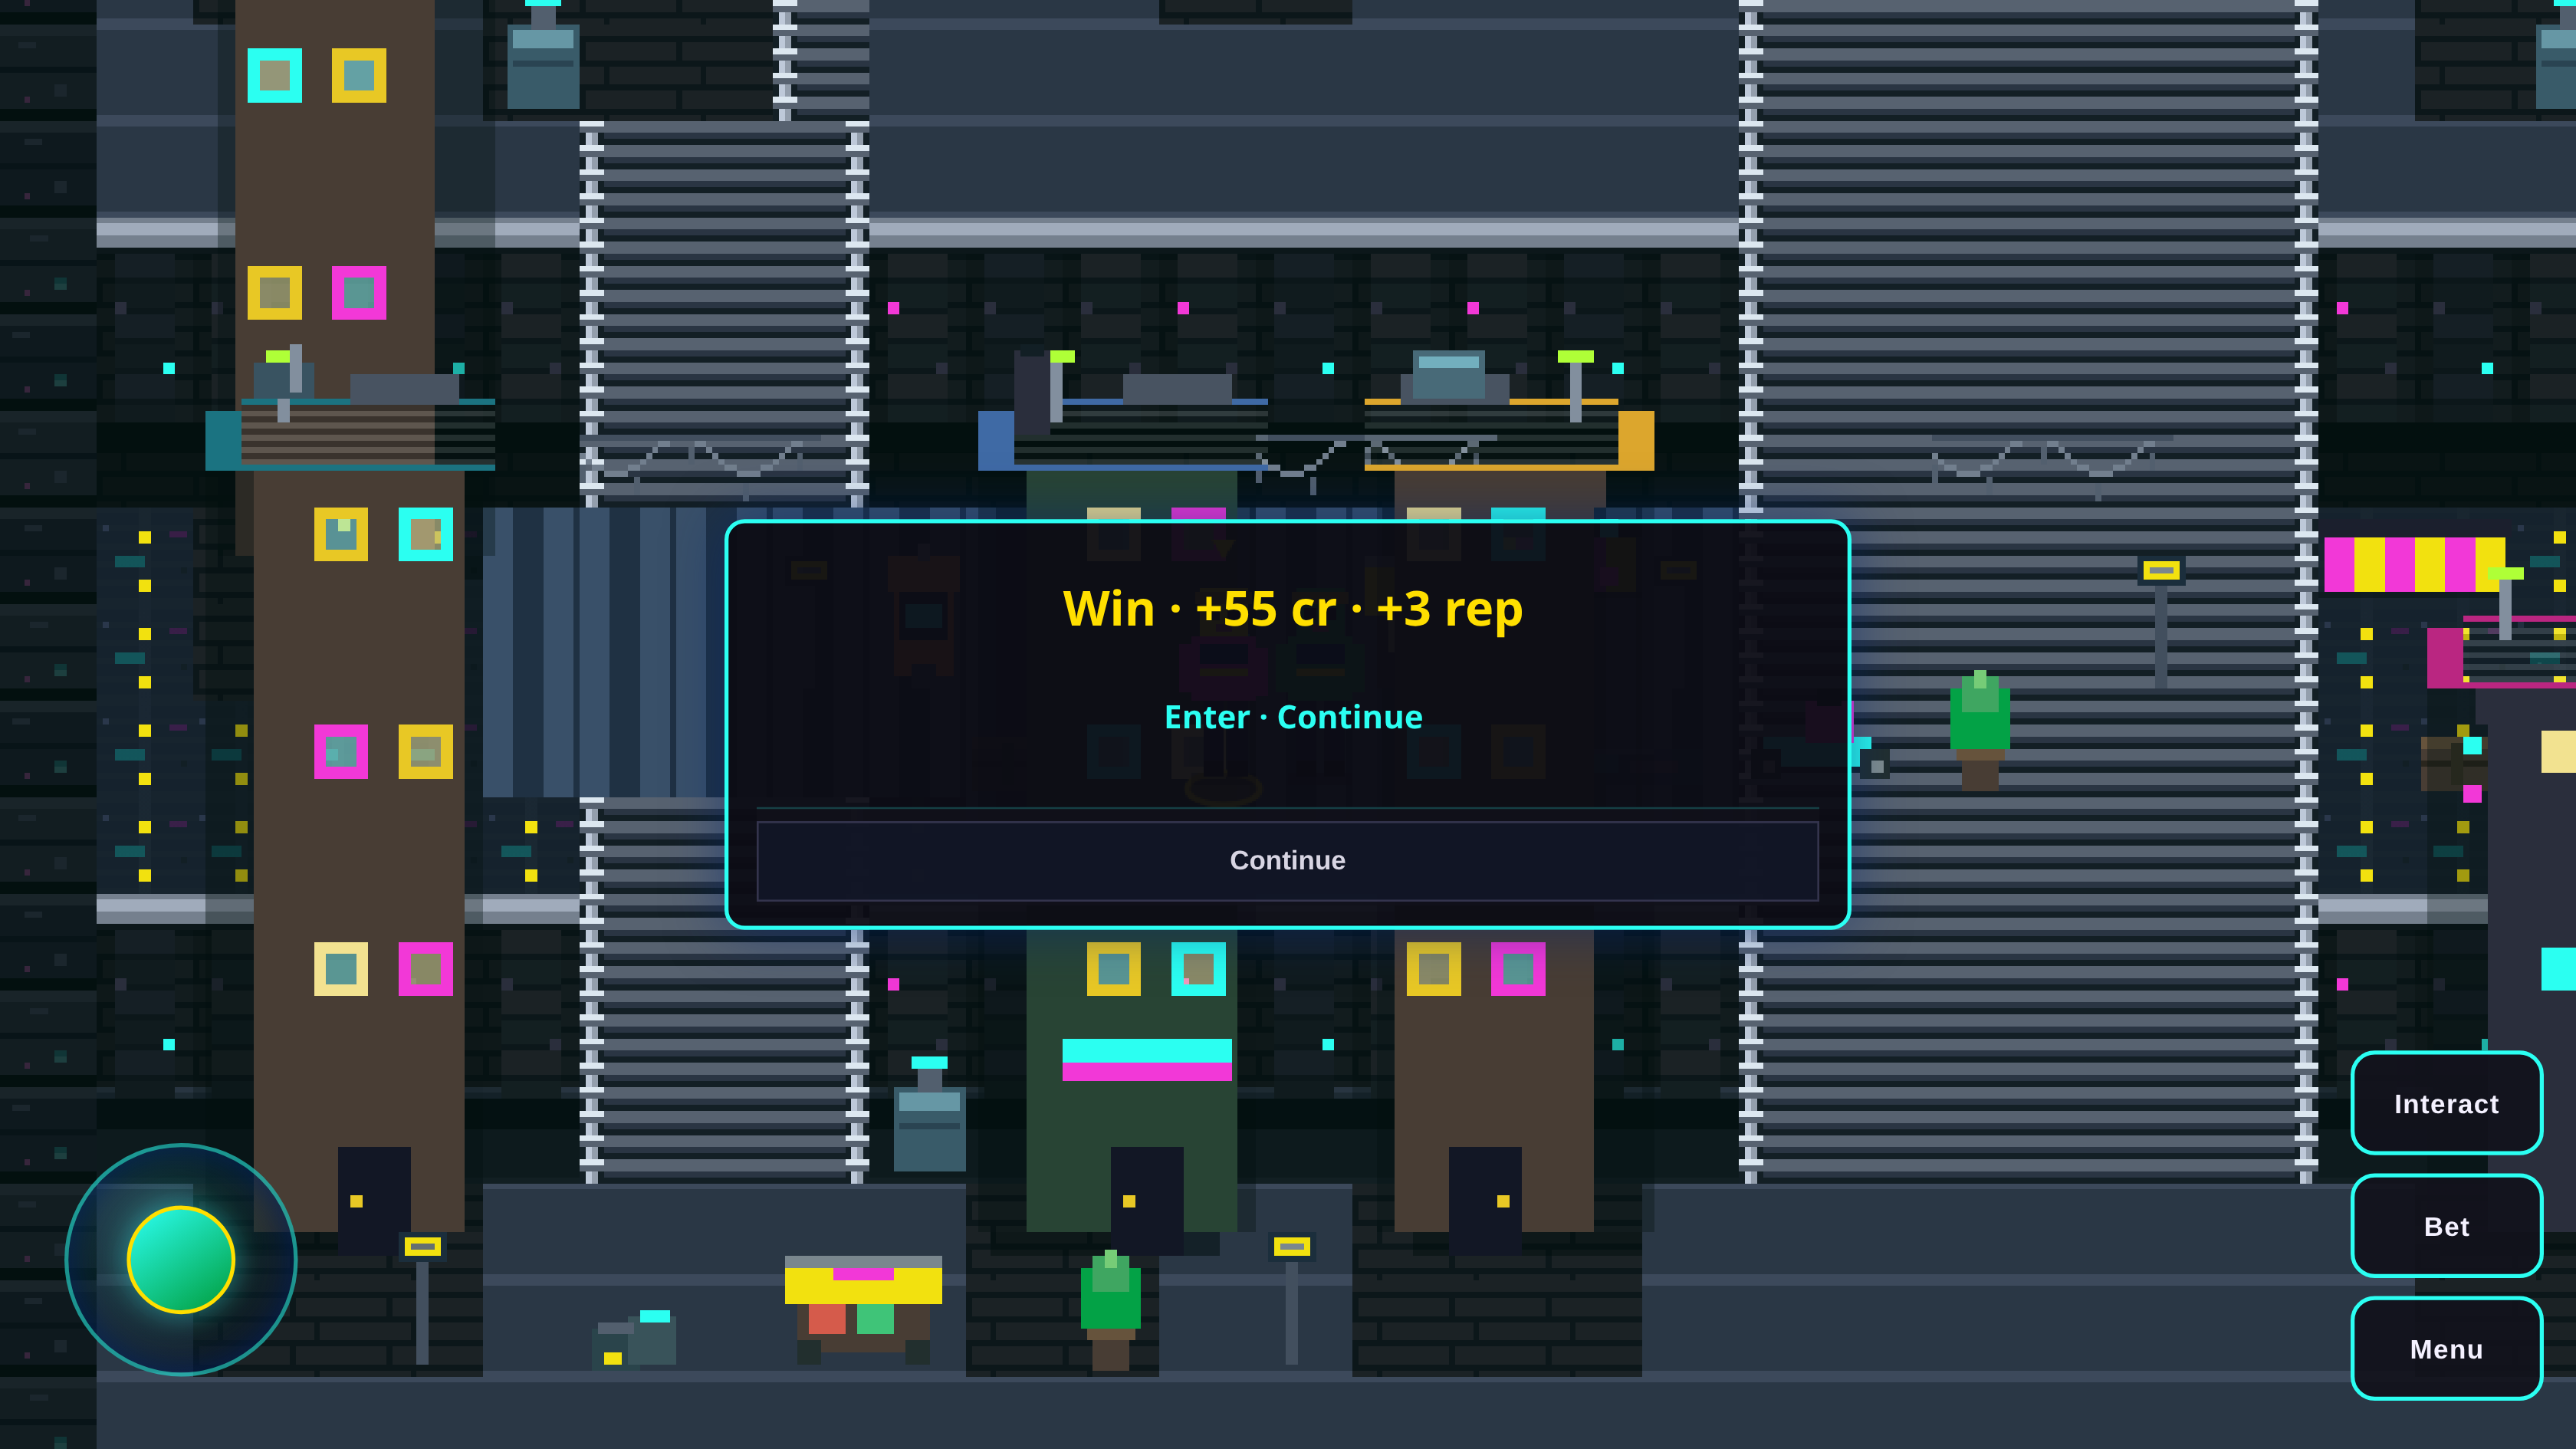 Win · +55 cr · +3 rep
Enter · Continue
Continue
Interact
Bet
Menu